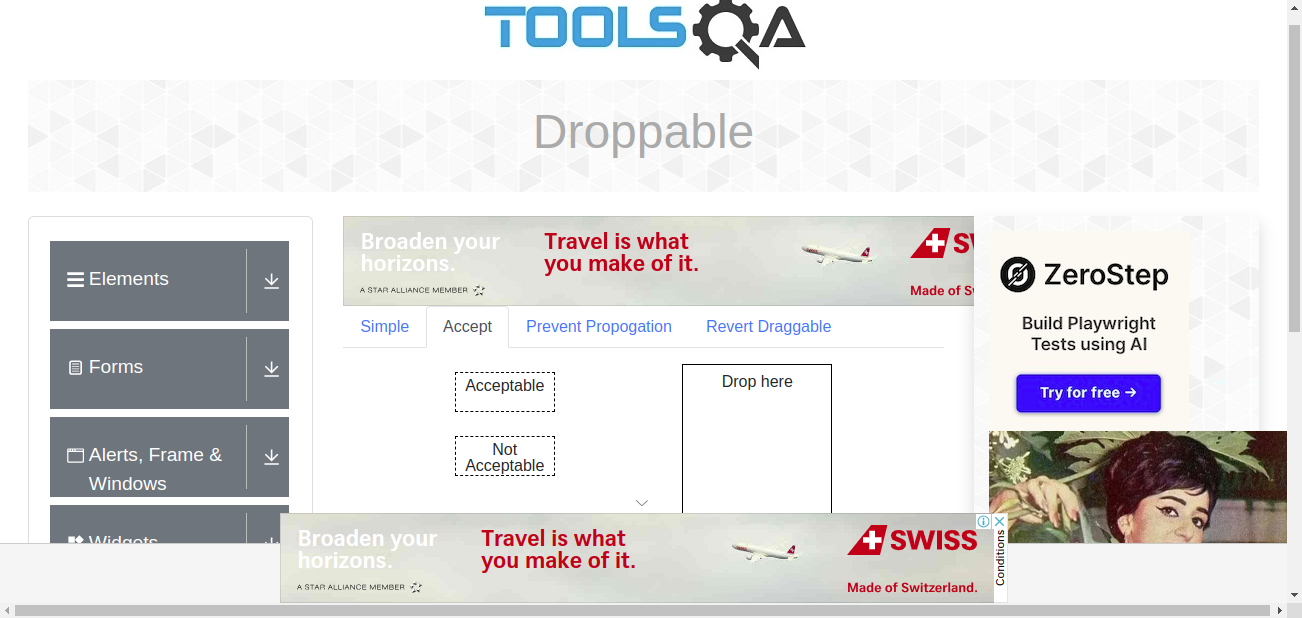 TOOLSQA
Droppable
Elements
Forms
Alerts, Frame &
Windows
Widgets
Broaden your
horizons.
A STAR ALLIANCE MEMBER
Travel is what
you make of it.
Made of S
Simple
Accept
Prevent Propogation
Revert Draggable
Acceptable
Not
Acceptable
Drop here
ZeroStep
Build Playwright
Tests using AI
Try for free →
Broaden your
horizons.
A STAR ALLIANCE MEMBER
Travel is what
you make of it.
SWISS
Made of Switzerland.
Conditions